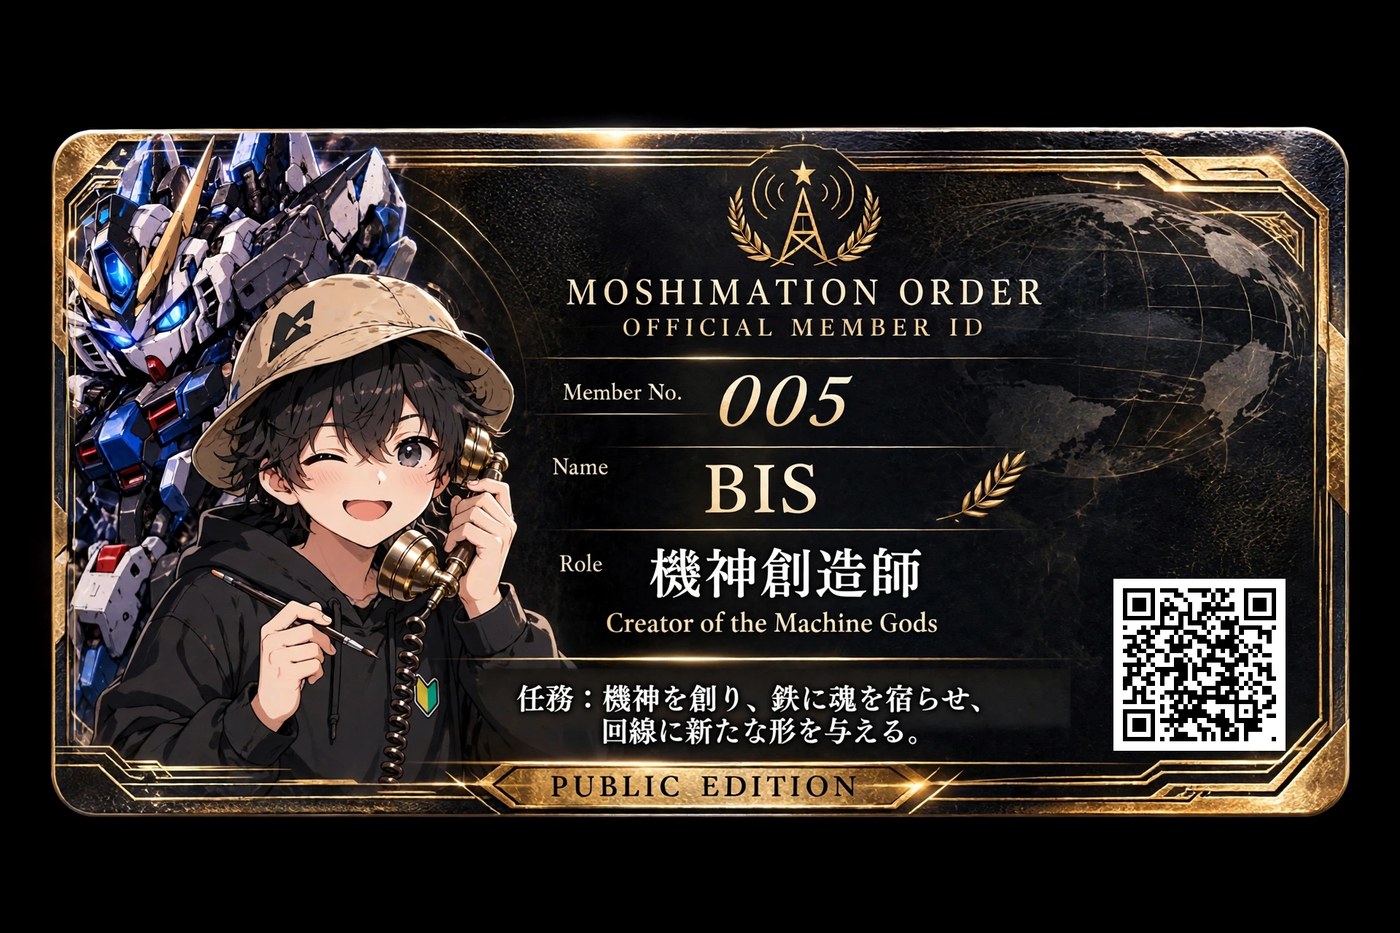 MOSHIMATION ORDER
OFFICIAL MEMBER ID
Member No. 005
Name BIS
Role 機神創造師
Creator of the Machine Gods
任務：機神を創り、鉄に魂を宿らせ、
回線に新たな形を与える。
PUBLIC EDITION